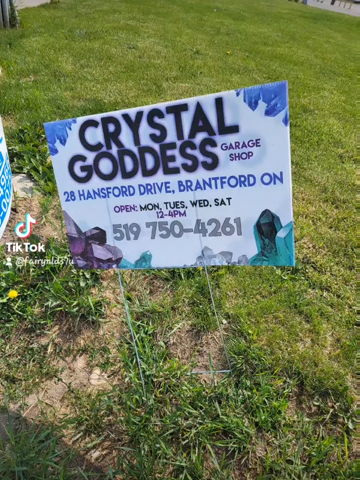 CRYSTAL
GODDESS
GARAGE
SHOP
28 HANSFORD DRIVE, BRANTFORD ON
OPEN: MON, TUES, WED, SAT
12-4PM
519 750-4261
TikTok